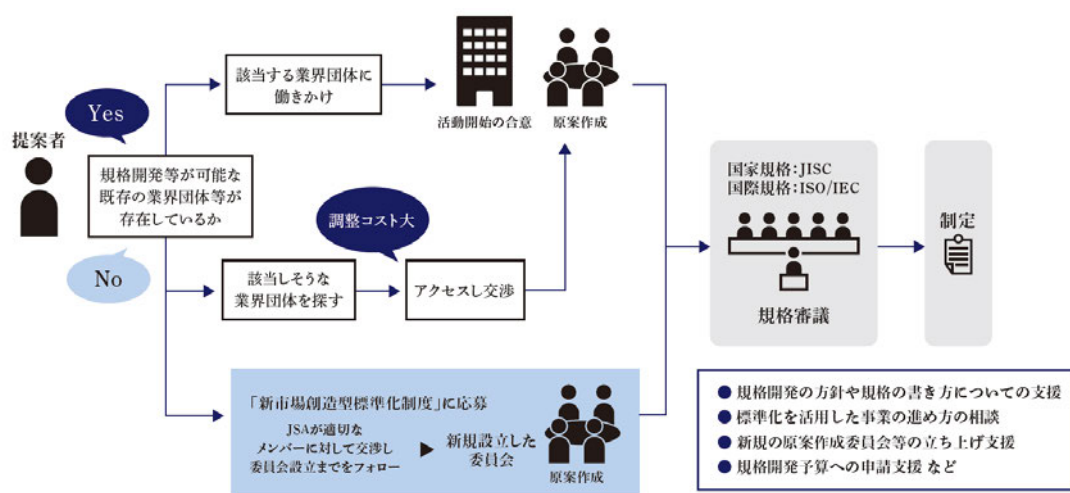 提案者
Yes
規格開発等が可能な
既存の業界団体等が
存在しているか
No
該当する業界団体に
働きかけ
活動開始の合意
原案作成
該当しそうな
業界団体を探す
調整コスト大
アクセスし交渉
「新市場創造型標準化制度」に応募
JSAが適切な
メンバーに対して交渉し
委員会設立までをフォロー
新規設立した
委員会
原案作成
国家規格:JISC
国際規格:ISO/IEC
規格審議
制定
● 規格開発の方針や規格の書き方についての支援
● 標準化を活用した事業の進め方の相談
● 新規の原案作成委員会等の立ち上げ支援
● 規格開発予算への申請支援 など